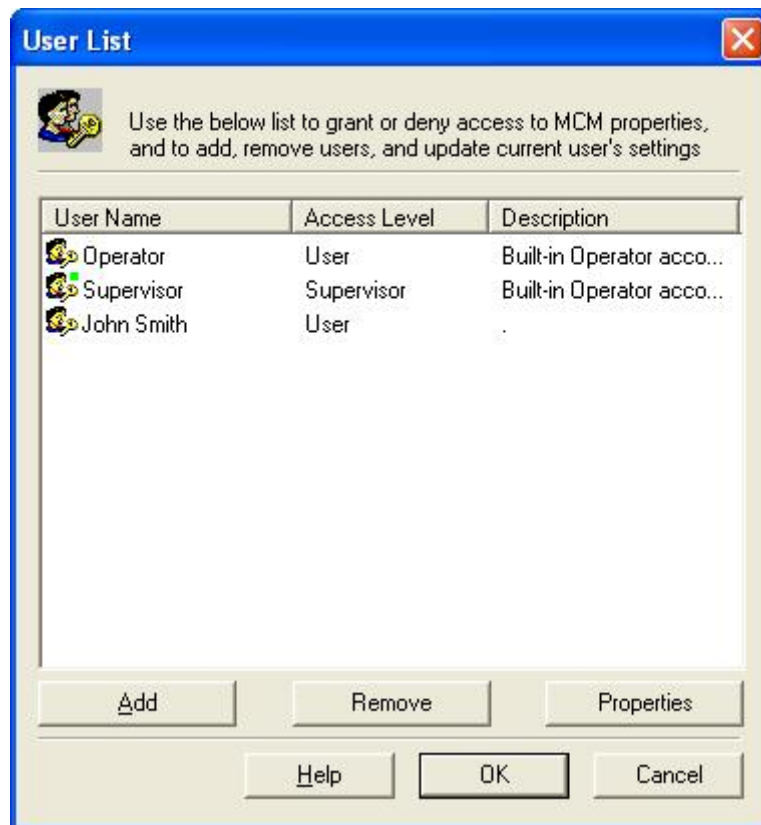 User List
Use the below list to grant or deny access to MCM properties,
and to add, remove users, and update current user's settings
User Name Access Level Description
Operator User Built-in Operator acco...
Supervisor Supervisor Built-in Operator acco...
John Smith User .
Add Remove Properties
Help OK Cancel